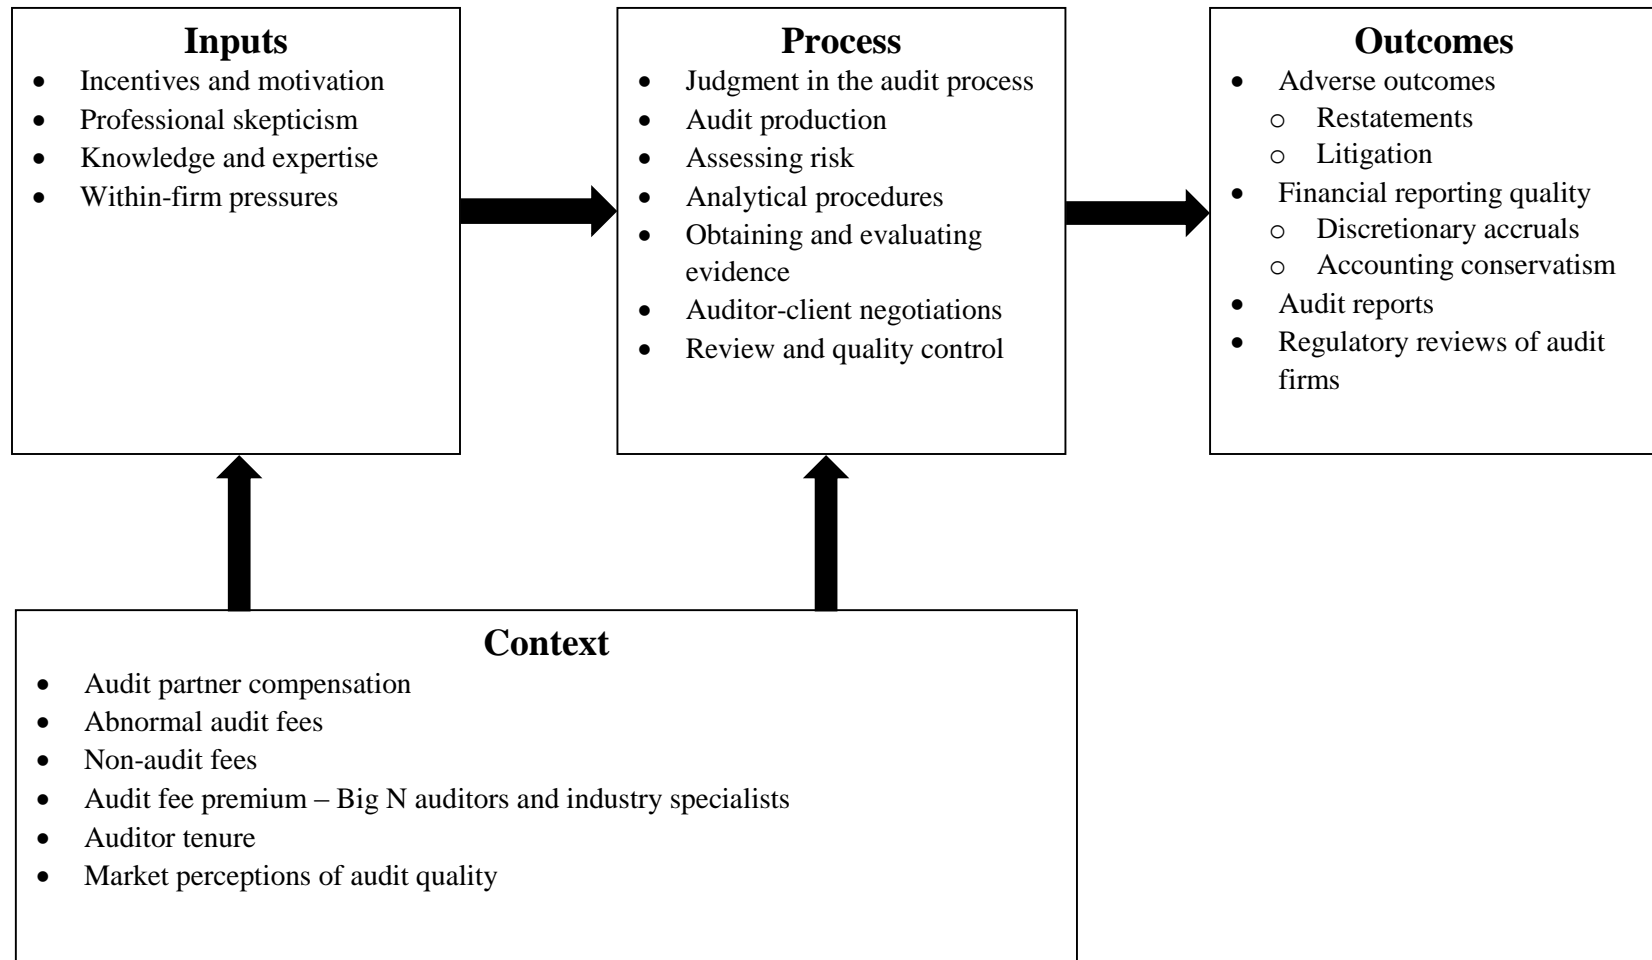 Inputs
• Incentives and motivation
• Professional skepticism
• Knowledge and expertise
• Within-firm pressures
Process
• Judgment in the audit process
• Audit production
• Assessing risk
• Analytical procedures
• Obtaining and evaluating
evidence
• Auditor-client negotiations
• Review and quality control
Outcomes
• Adverse outcomes
o Restatements
o Litigation
• Financial reporting quality
o Discretionary accruals
o Accounting conservatism
• Audit reports
• Regulatory reviews of audit
firms
Context
• Audit partner compensation
• Abnormal audit fees
• Non-audit fees
• Audit fee premium – Big N auditors and industry specialists
• Auditor tenure
• Market perceptions of audit quality